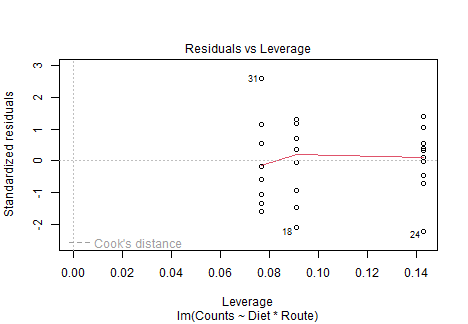 Residuals vs Leverage
Standardized residuals
3
2
1
0
-1
-2
31
18
24
Cook's distance
0.00 0.02 0.04 0.06 0.08 0.10 0.12 0.14
Leverage
lm(Counts ~ Diet * Route)